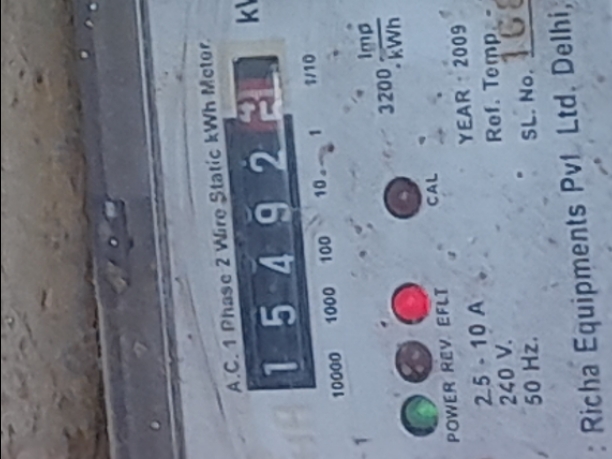 A.C. 1 Phase 2 Wire Static kWh Meter.
1 5 4 9 2
10000 1000 100 10 1 1/10
3200 Imp/kWh
POWER REV. EFLT CAL
2.5 - 10 A YEAR : 2009
240 V. Ref. Temp.
50 Hz. SL. No.
: Richa Equipments Pvt. Ltd. Delhi,